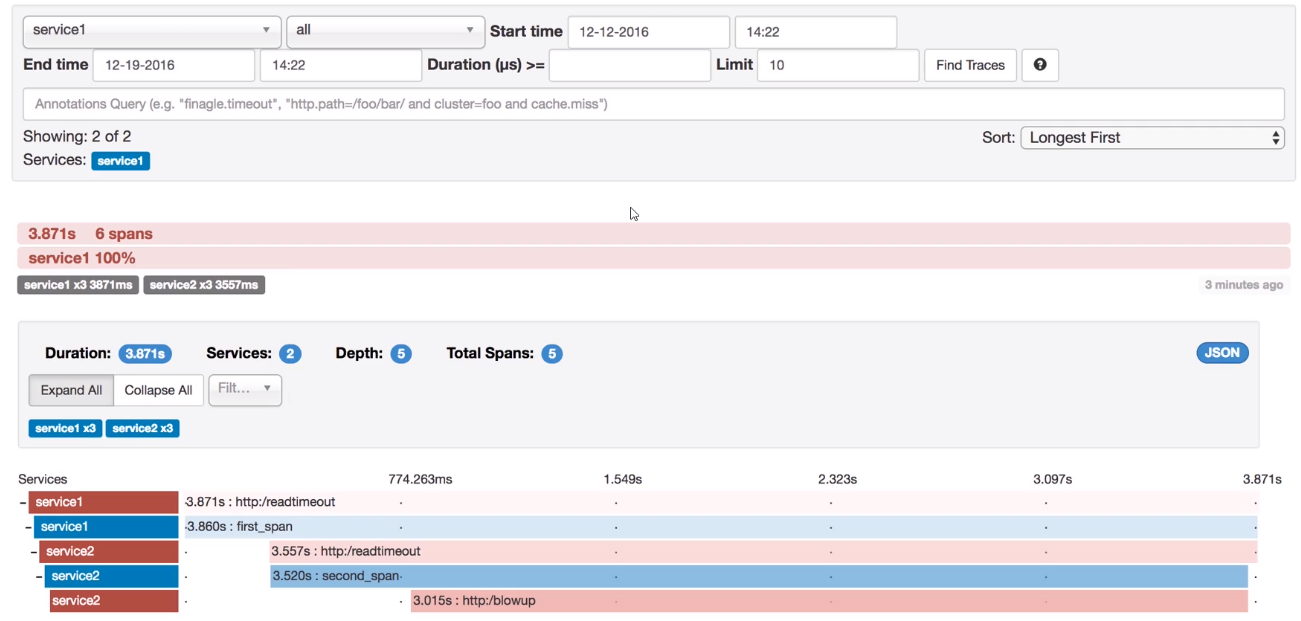 service1 all Start time 12-12-2016 14:22
End time 12-19-2016 14:22 Duration (μs) >= Limit 10 Find Traces ?
Annotations Query (e.g. "finagle.timeout", "http.path=/foo/bar/ and cluster=foo and cache.miss")
Showing: 2 of 2 Sort: Longest First
Services: service1
3.871s 6 spans
service1 100%
service1 x3 3871ms service2 x3 3557ms 3 minutes ago
Duration: 3.871s Services: 2 Depth: 5 Total Spans: 5 JSON
Expand All Collapse All Filt...
service1 x3 service2 x3
Services 774.263ms 1.549s 2.323s 3.097s 3.871s
- service1 3.871s : http:/readtimeout
- service1 3.860s : first_span
- service2 3.557s : http:/readtimeout
- service2 3.520s : second_span
service2 3.015s : http:/blowup